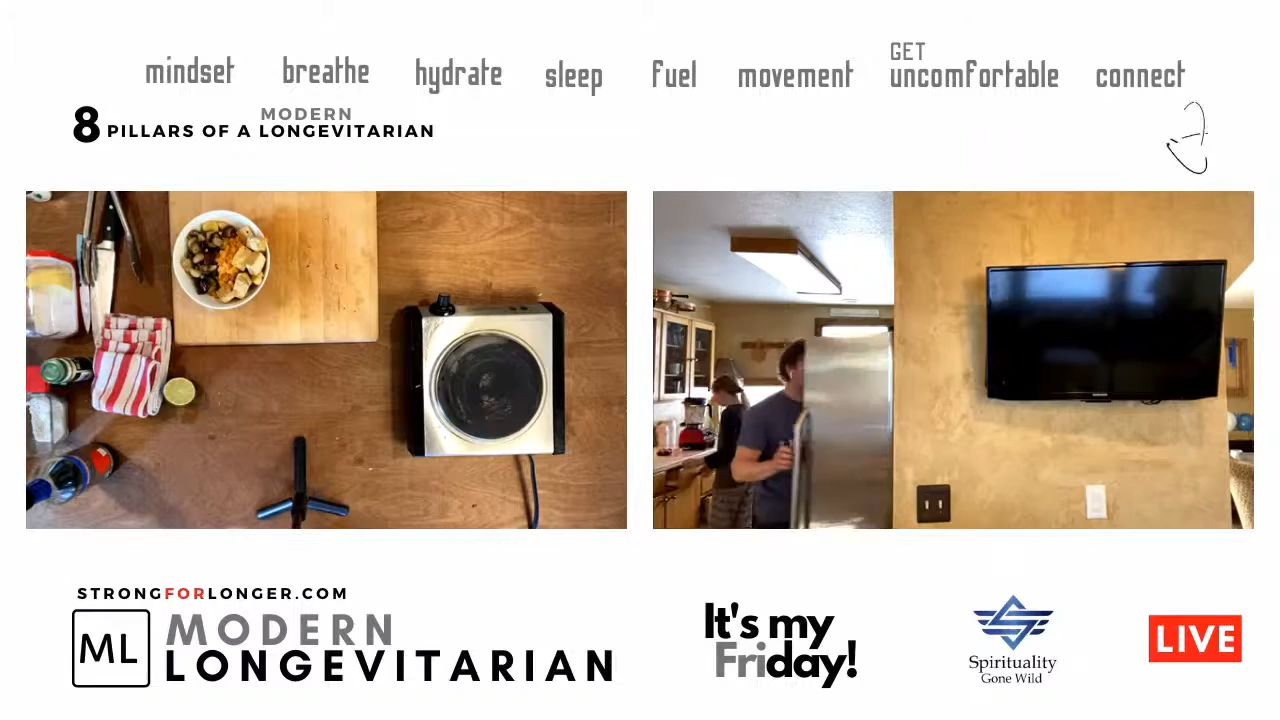 mindset breathe hydrate sleep fuel movement GET uncomfortable connect
MODERN
8 PILLARS OF A LONGEVITARIAN
STRONGFORLONGER.COM
ML MODERN
LONGEVITARIAN
It's my
Friday!
Spirituality
Gone Wild
LIVE